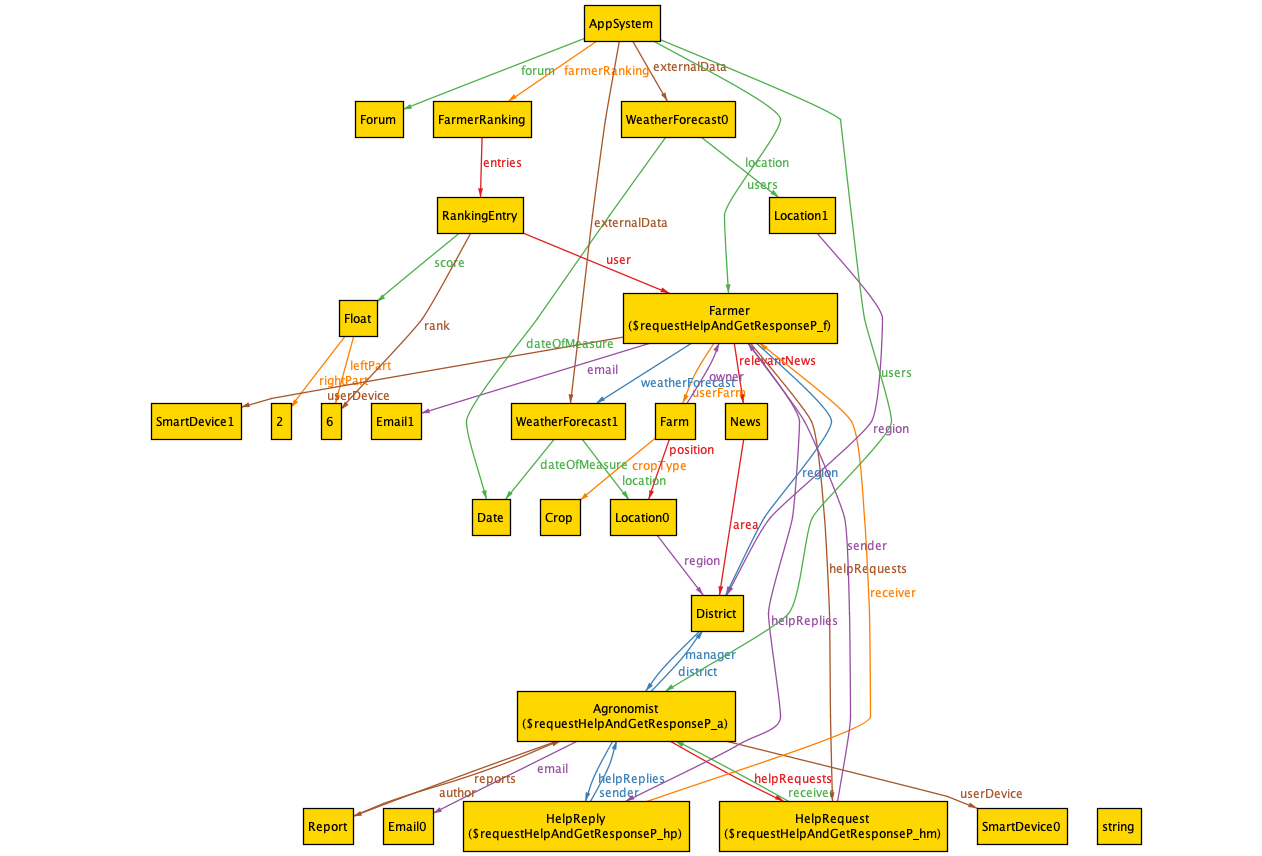 AppSystem
forum
farmerRanking
externalData
Forum
FarmerRanking
WeatherForecast0
entries
location
users
RankingEntry
Location1
externalData
score
user
Farmer
($requestHelpAndGetResponseP_f)
Float
rank
dateOfMeasure
leftPart
rightPart
userDevice
email
weatherForecast
owner
userFarm
relevantNews
users
SmartDevice1
2
6
Email1
WeatherForecast1
Farm
News
region
dateOfMeasure
cropType
position
location
region
Date
Crop
Location0
area
region
sender
helpRequests
receiver
District
helpReplies
manager
district
Agronomist
($requestHelpAndGetResponseP_a)
email
reports
author
helpReplies
sender
helpRequests
receiver
userDevice
Report
Email0
HelpReply
($requestHelpAndGetResponseP_hp)
HelpRequest
($requestHelpAndGetResponseP_hm)
SmartDevice0
string